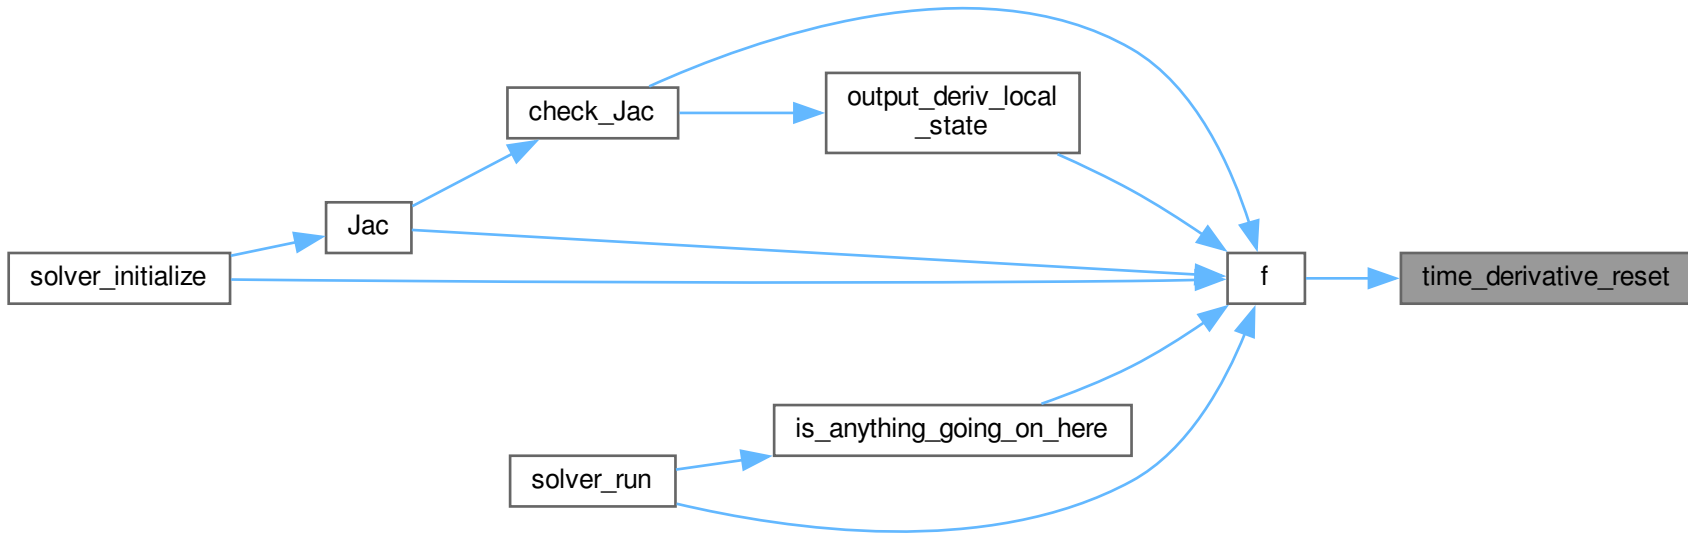 check_Jac
output_deriv_local
_state
Jac
solver_initialize
f
time_derivative_reset
is_anything_going_on_here
solver_run